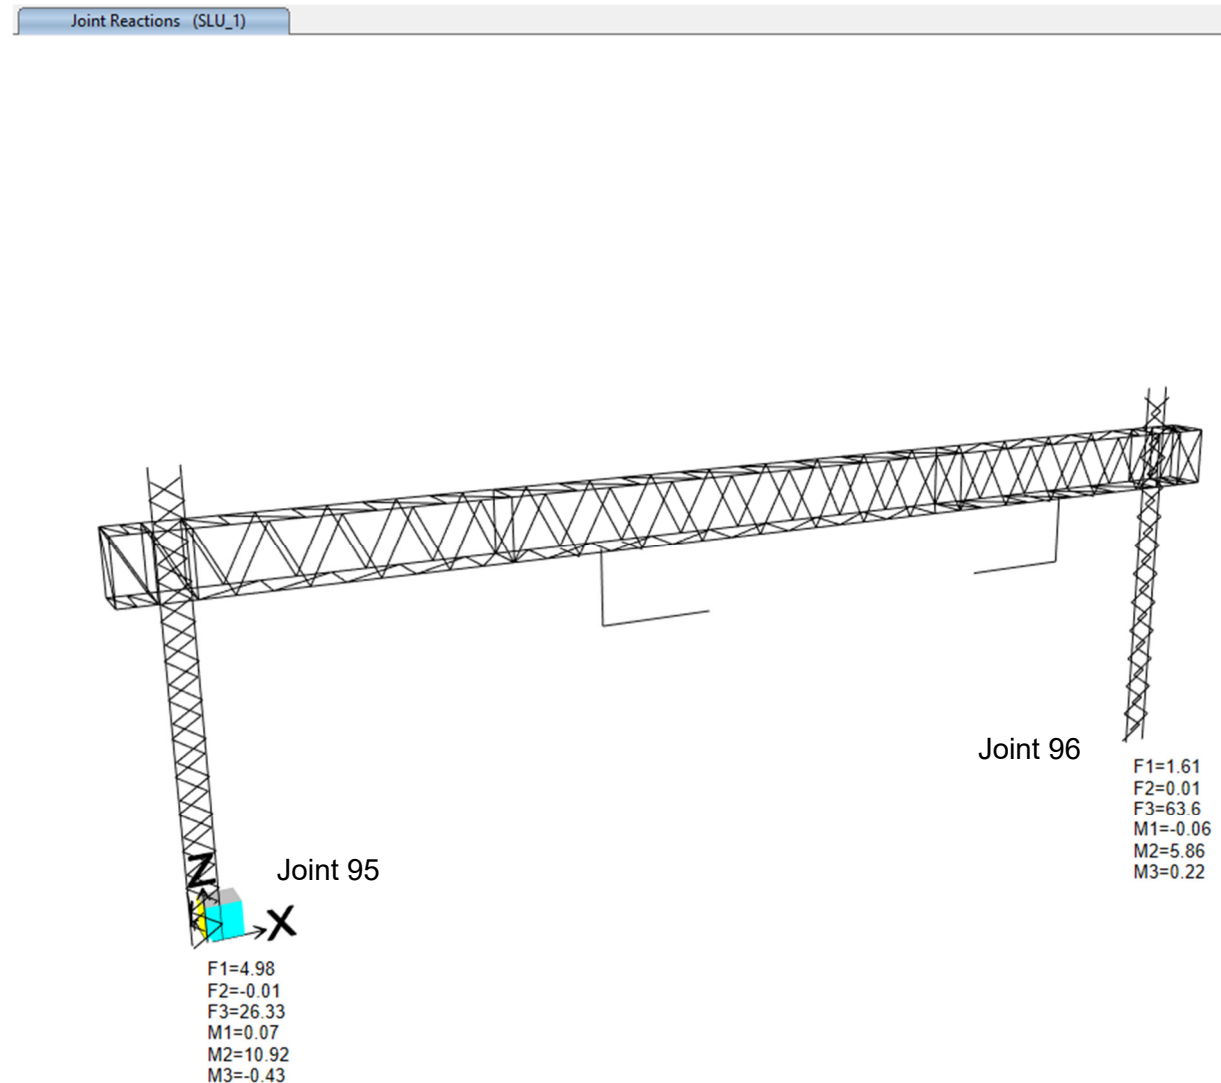 Joint Reactions (SLU_1)
Joint 96
F1=1.61
F2=0.01
F3=63.6
M1=-0.06
M2=5.86
M3=0.22
Z
Joint 95
X
F1=4.98
F2=-0.01
F3=26.33
M1=0.07
M2=10.92
M3=-0.43